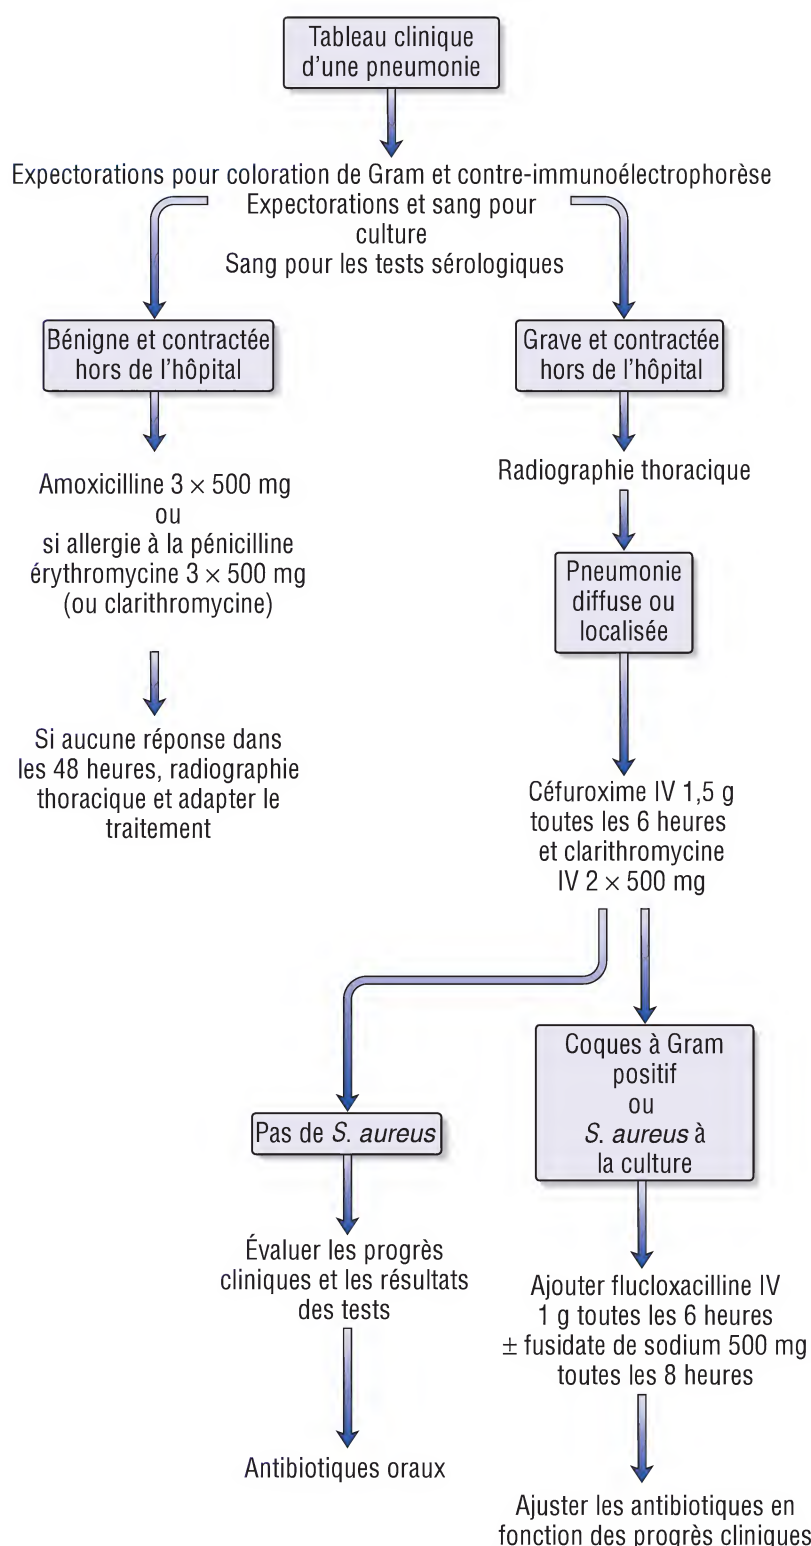 Tableau clinique
d’une pneumonie
Expectorations pour coloration de Gram et contre-immunoélectrophorèse
Expectorations et sang pour
culture
Sang pour les tests sérologiques
Bénigne et contractée
hors de l’hôpital
Amoxicilline 3 × 500 mg
ou
si allergie à la pénicilline
érythromycine 3 × 500 mg
(ou clarithromycine)
Si aucune réponse dans
les 48 heures, radiographie
thoracique et adapter le
traitement
Grave et contractée
hors de l’hôpital
Radiographie thoracique
Pneumonie
diffuse ou
localisée
Céfuroxime IV 1,5 g
toutes les 6 heures
et clarithromycine
IV 2 × 500 mg
Pas de S. aureus
Évaluer les progrès
cliniques et les résultats
des tests
Antibiotiques oraux
Coques à Gram
positif
ou
S. aureus à
la culture
Ajouter flucloxacilline IV
1 g toutes les 6 heures
± fusidate de sodium 500 mg
toutes les 8 heures
Ajuster les antibiotiques en
fonction des progrès cliniques